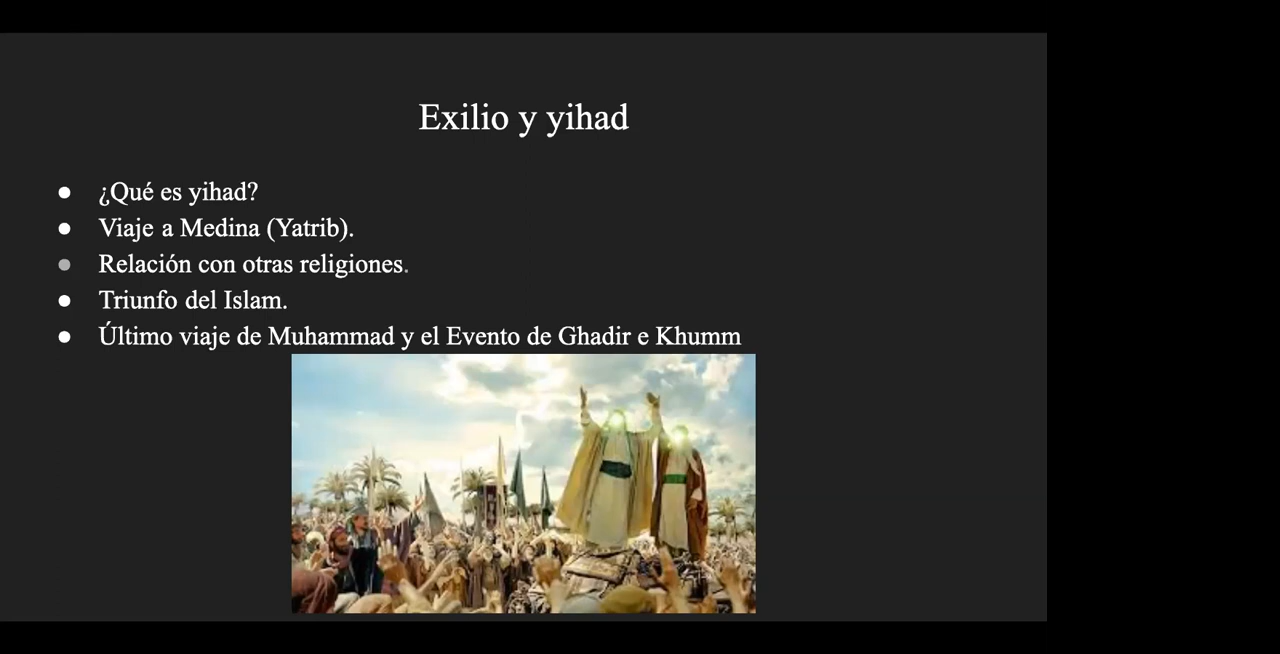 Exilio y yihad
● ¿Qué es yihad?
● Viaje a Medina (Yatrib).
● Relación con otras religiones.
● Triunfo del Islam.
● Último viaje de Muhammad y el Evento de Ghadir e Khumm